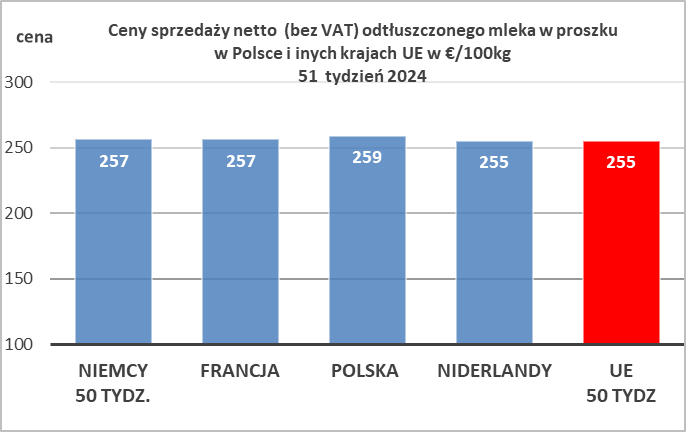 cena
Ceny sprzedaży netto  (bez VAT) odtłuszczonego mleka w proszku
w Polsce i inych krajach UE w €/100kg
51  tydzień 2024
300
250
200
150
100
257
257
259
255
255
NIEMCY
50 TYDZ.
FRANCJA
POLSKA
NIDERLANDY
UE
50 TYDZ